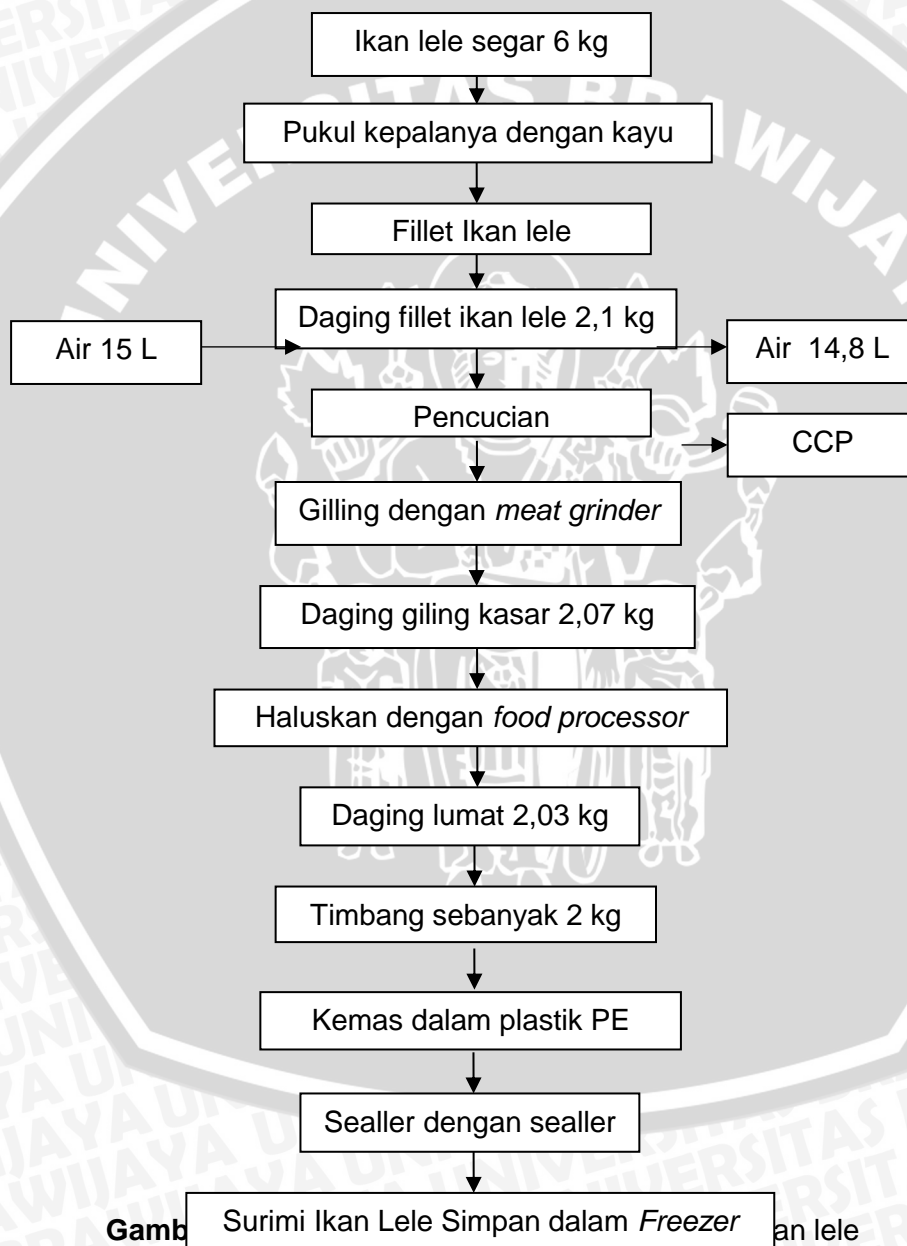 Ikan lele segar 6 kg
Pukul kepalanya dengan kayu
Fillet Ikan lele
Daging fillet ikan lele 2,1 kg
Air 15 L
Air 14,8 L
Pencucian
CCP
Gilling dengan meat grinder
Daging giling kasar 2,07 kg
Haluskan dengan food processor
Daging lumat 2,03 kg
Timbang sebanyak 2 kg
Kemas dalam plastik PE
Sealler dengan sealler
Surimi Ikan Lele Simpan dalam Freezer
Gamb an lele
UNIVERSITAS BRAWIJAYA